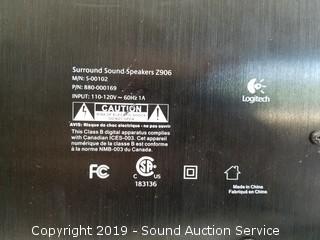 Surround Sound Speakers Z906
M/N: S-00102
P/N: 880-000169
INPUT: 110-120V ~ 60Hz 1A
Logitech
CAUTION
AVIS: Risque de choc electrique - ne pas ouvrir
This Class B digital apparatus complies
with Canadian ICES-003. Cet appareil
numérique de la classe B est conforme
à la norme NMB-003 du Canada.
FC
SA
C US
183136
Made in China
Fabriqué en Chine
Copyright 2019 - Sound Auction Service